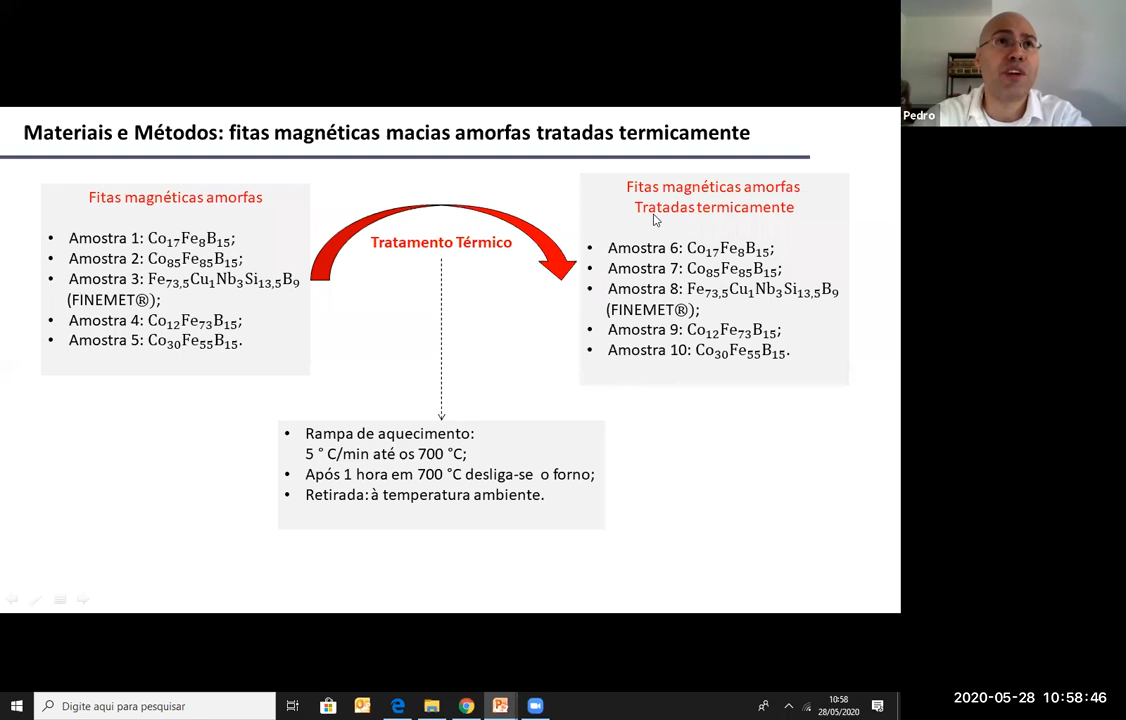 Pedro
Materiais e Métodos: fitas magnéticas macias amorfas tratadas termicamente
Fitas magnéticas amorfas
• Amostra 1: Co₁₇Fe₈B₁₅;
• Amostra 2: Co₈₅Fe₈₅B₁₅;
• Amostra 3: Fe₇₃,₅Cu₁Nb₃Si₁₃,₅B₉
(FINEMET®);
• Amostra 4: Co₁₂Fe₇₃B₁₅;
• Amostra 5: Co₃₀Fe₅₅B₁₅.
Tratamento Térmico
Fitas magnéticas amorfas
Tratadas termicamente
• Amostra 6: Co₁₇Fe₈B₁₅;
• Amostra 7: Co₈₅Fe₈₅B₁₅;
• Amostra 8: Fe₇₃,₅Cu₁Nb₃Si₁₃,₅B₉
(FINEMET®);
• Amostra 9: Co₁₂Fe₇₃B₁₅;
• Amostra 10: Co₃₀Fe₅₅B₁₅.
• Rampa de aquecimento:
5 ° C/min até os 700 °C;
• Após 1 hora em 700 °C desliga-se o forno;
• Retirada: à temperatura ambiente.
Digite aqui para pesquisar
10:58
28/05/2020
2020-05-28 10:58:46